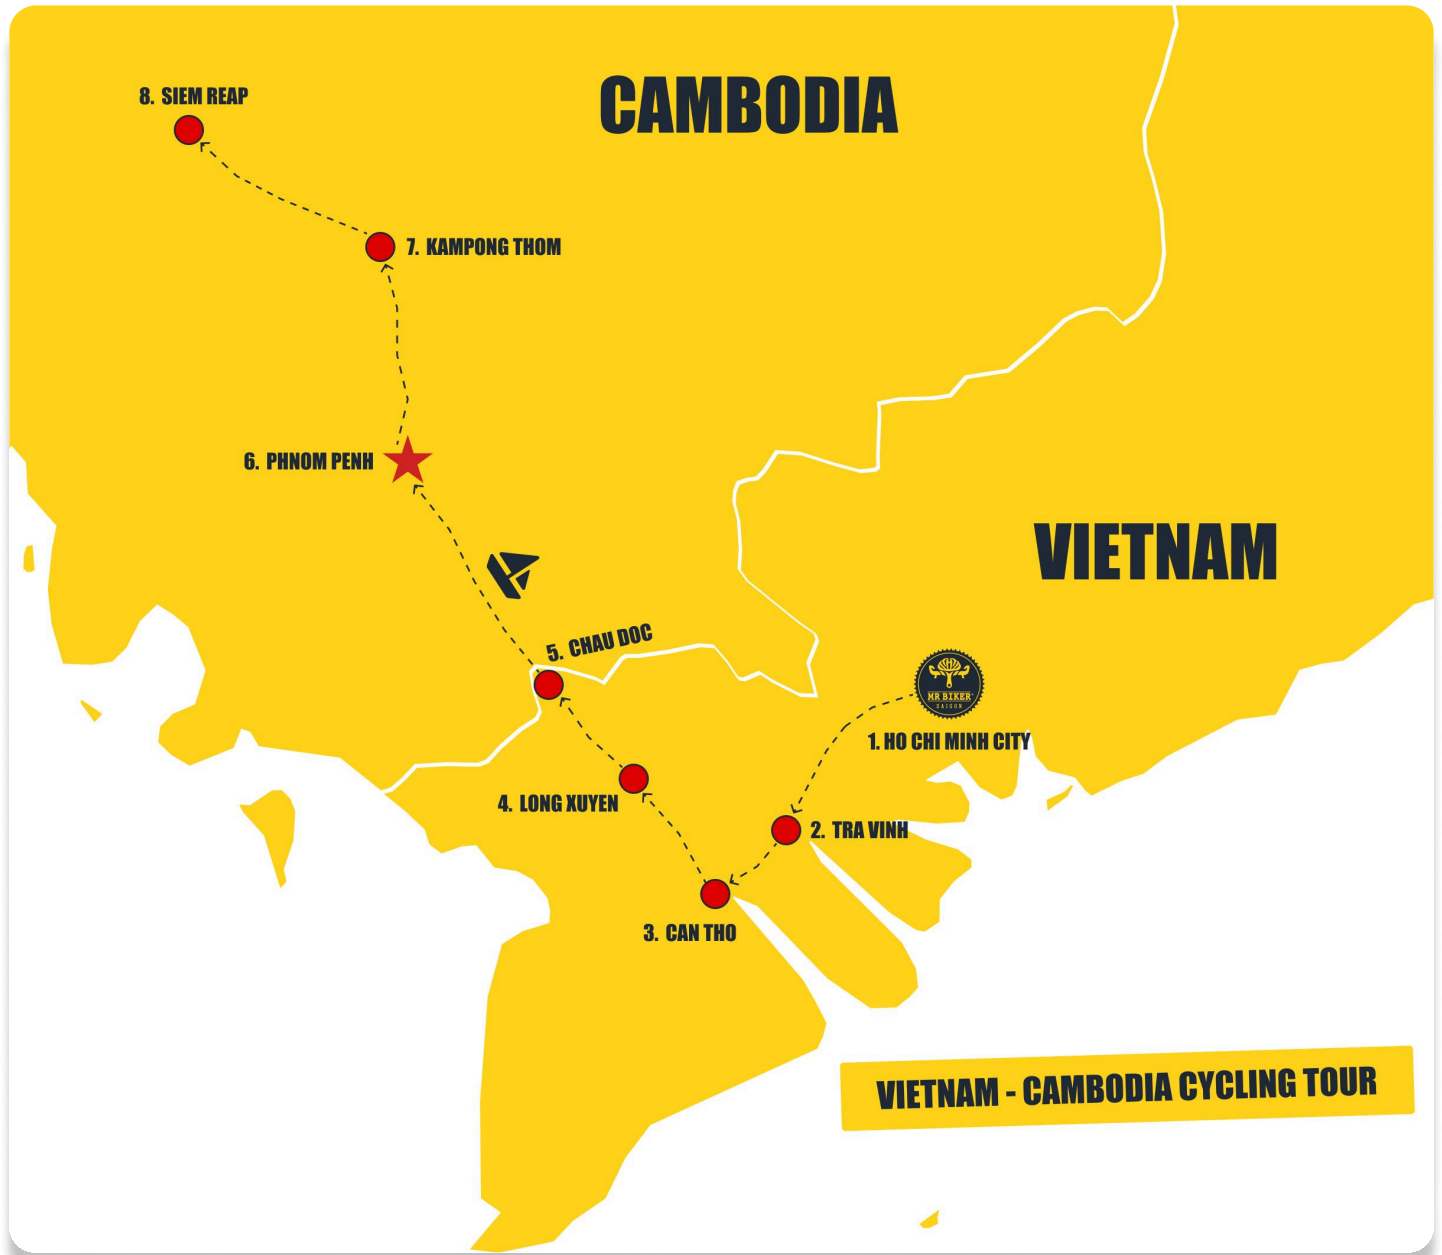 CAMBODIA
8. SIEM REAP
7. KAMPONG THOM
6. PHNOM PENH
VIETNAM
5. CHAU DOC
MR BIKER
SAIGON
1. HO CHI MINH CITY
4. LONG XUYEN
2. TRA VINH
3. CAN THO
VIETNAM - CAMBODIA CYCLING TOUR